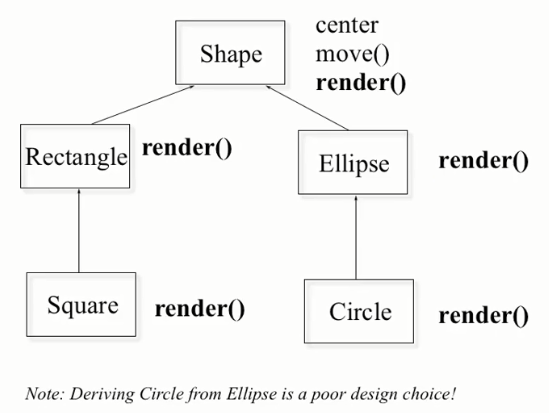 center
move()
render()
Shape
Rectangle
render()
Ellipse
render()
Square
render()
Circle
render()
Note: Deriving Circle from Ellipse is a poor design choice!